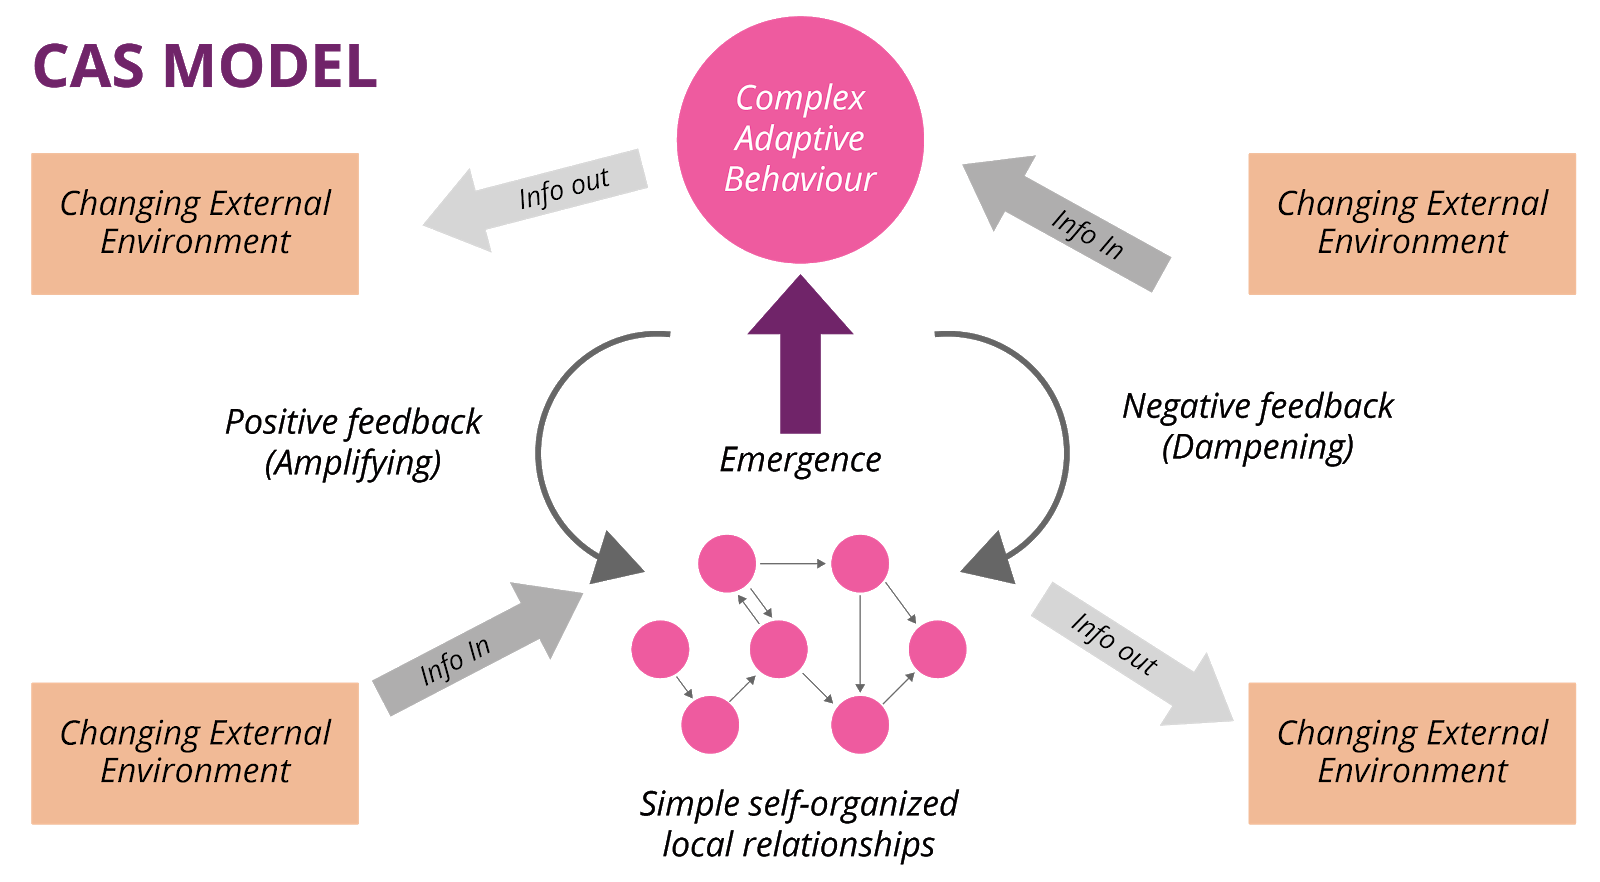 CAS MODEL
Complex
Adaptive
Behaviour
Info out
Info In
Changing External
Environment
Changing External
Environment
Positive feedback
(Amplifying)
Emergence
Negative feedback
(Dampening)
Info In
Info out
Changing External
Environment
Changing External
Environment
Simple self-organized
local relationships